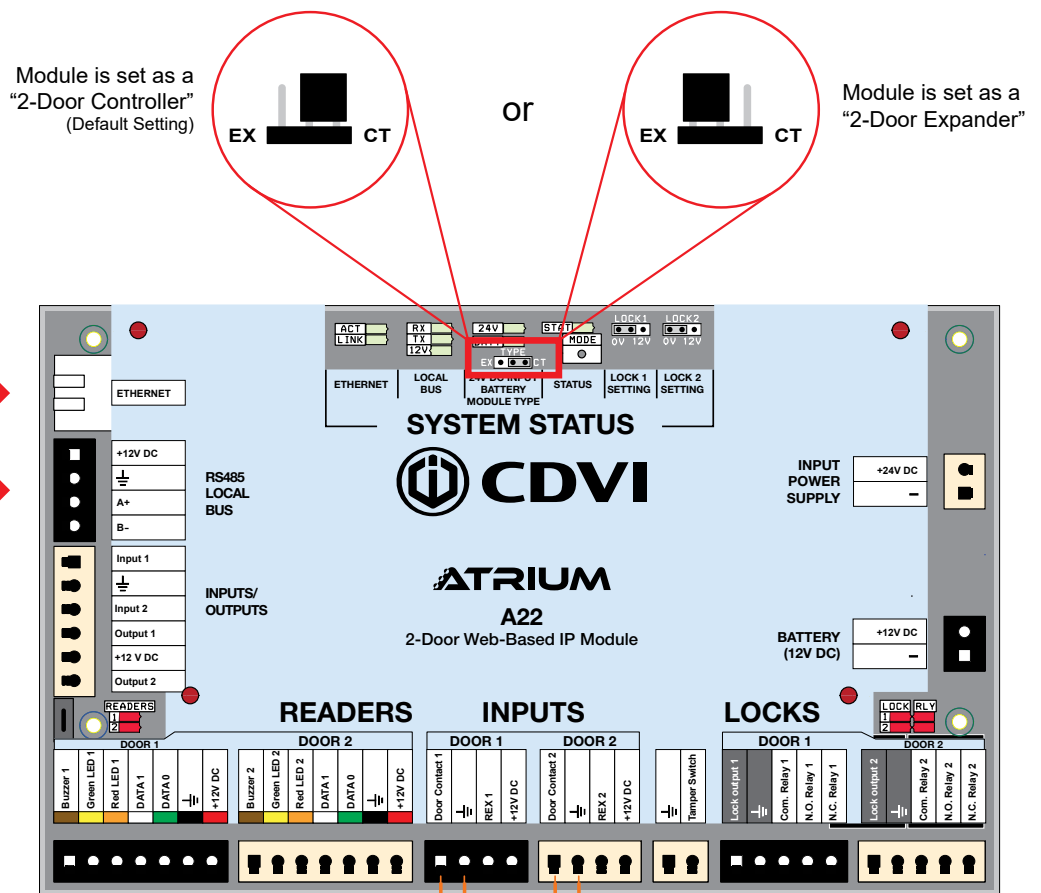 Module is set as a
“2-Door Controller”
(Default Setting)
EX CT
or
EX CT
Module is set as a
“2-Door Expander”
ACT
LINK
RX
TX
12V
24V
TYPE
EX CT
STAT
MODE
LOCK1
0V 12V
LOCK2
0V 12V
ETHERNET
LOCAL
BUS
24V DC INPUT
BATTERY
MODULE TYPE
STATUS
LOCK 1
SETTING
LOCK 2
SETTING
SYSTEM STATUS
CDVI
ATRIUM
A22
2-Door Web-Based IP Module
ETHERNET
+12V DC
A+
B-
RS485
LOCAL
BUS
Input 1
Input 2
Output 1
+12 V DC
Output 2
INPUTS/
OUTPUTS
INPUT
POWER
SUPPLY
+24V DC
–
BATTERY
(12V DC)
+12V DC
–
READERS
1
2
LOCK RLY
1
2
READERS
DOOR 1
Buzzer 1
Green LED 1
Red LED 1
DATA1
DATA0
+12V DC
DOOR 2
Buzzer 2
Green LED 2
Red LED 2
DATA1
DATA0
+12V DC
INPUTS
DOOR 1
Door Contact 1
REX 1
+12V DC
DOOR 2
Door Contact 2
REX 2
+12V DC
Tamper Switch
LOCKS
DOOR 1
Lock output 1
Com. Relay 1
N.O. Relay 1
N.C. Relay 1
DOOR 2
Lock output 2
Com. Relay 2
N.O. Relay 2
N.C. Relay 2